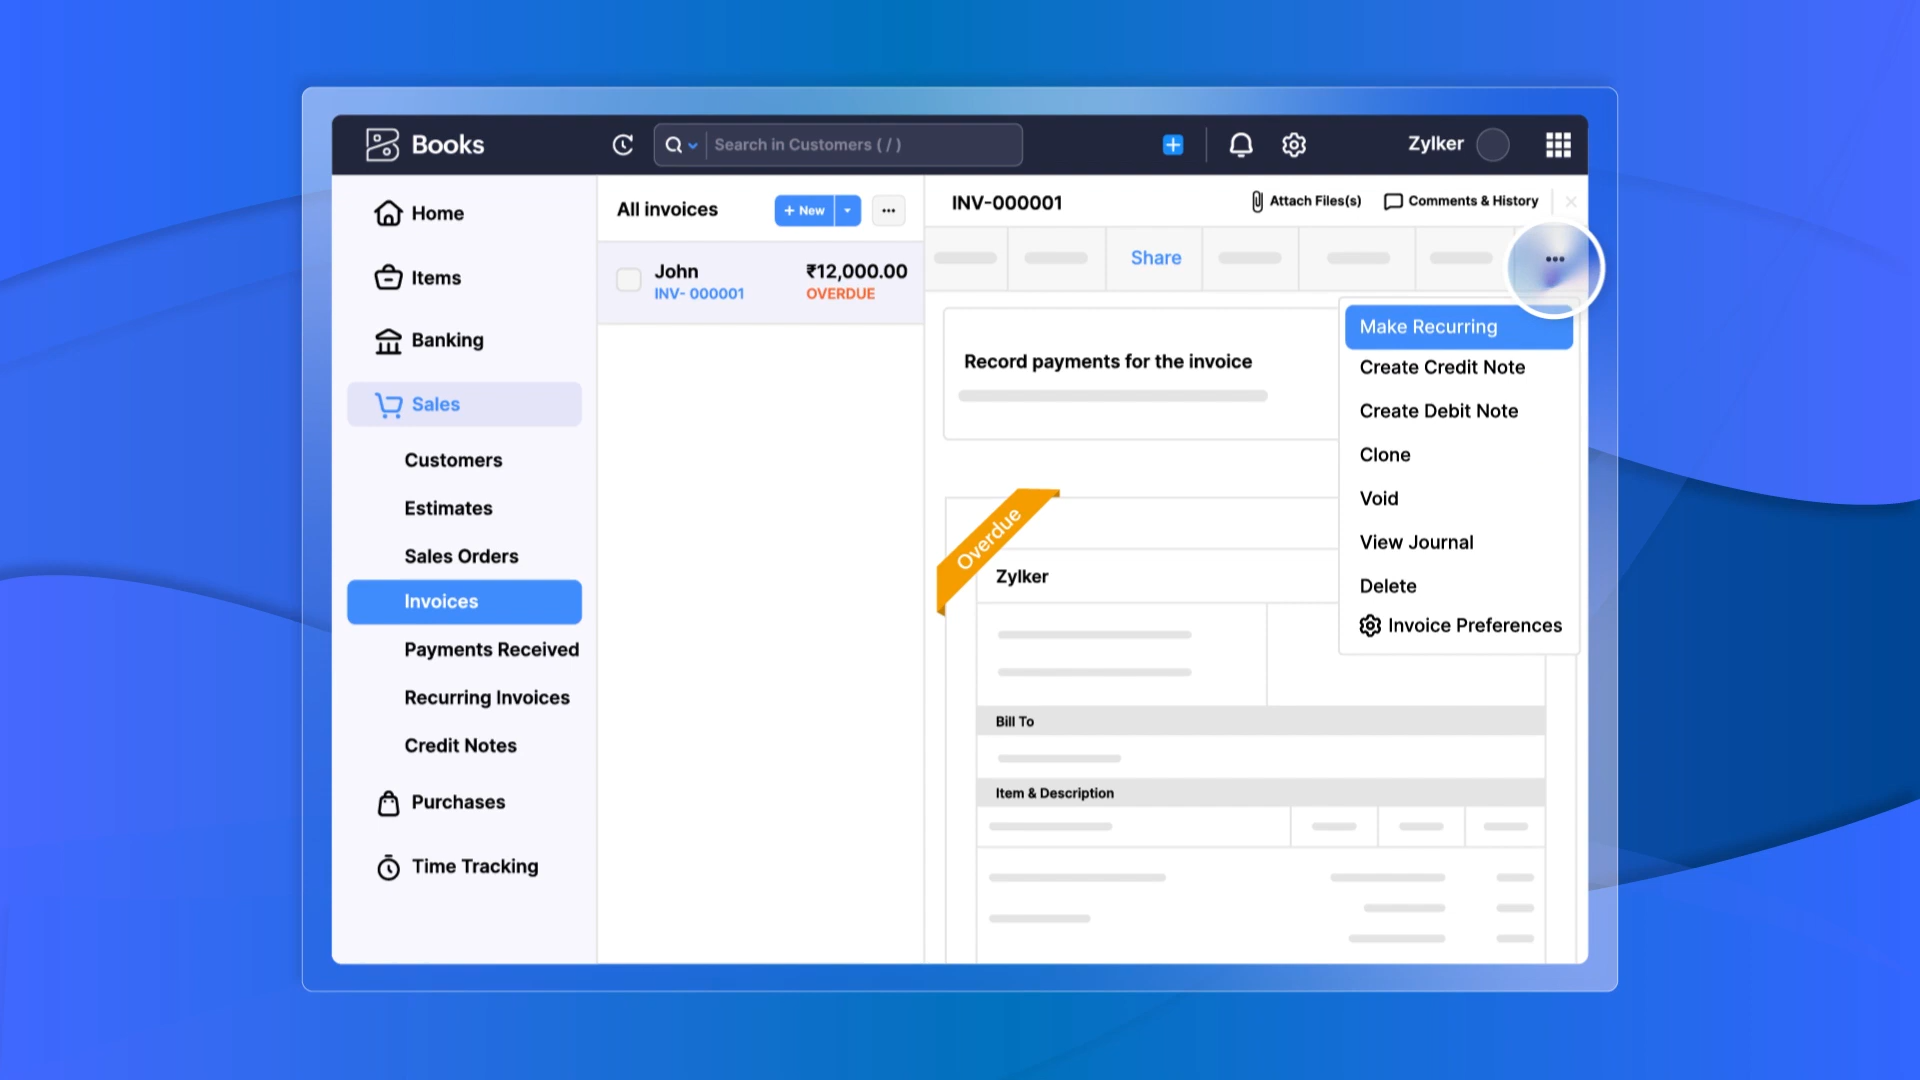 Books
Search in Customers ( / )
Zylker
Home
Items
Banking
Sales
Customers
Estimates
Sales Orders
Invoices
Payments Received
Recurring Invoices
Credit Notes
Purchases
Time Tracking
All invoices
+ New
John
₹12,000.00
INV- 000001
OVERDUE
INV-000001
Attach Files(s)
Comments & History
Share
Make Recurring
Create Credit Note
Create Debit Note
Clone
Void
View Journal
Delete
Invoice Preferences
Record payments for the invoice
Overdue
Zylker
Bill To
Item & Description